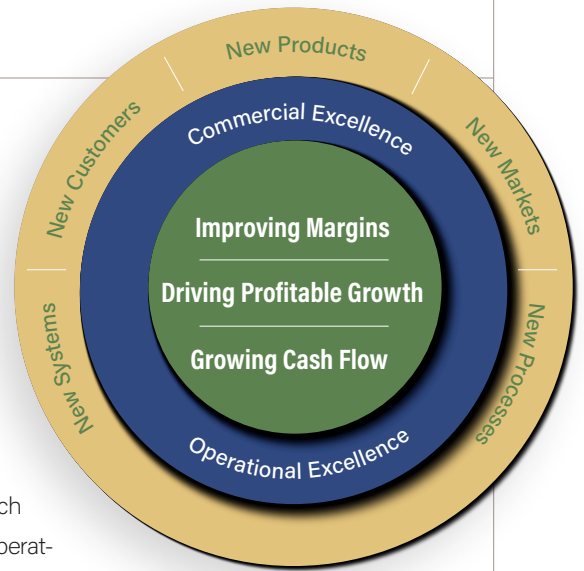 New Products
New Customers
New Markets
Commercial Excellence
Improving Margins
Driving Profitable Growth
Growing Cash Flow
New Systems
New Processes
Operational Excellence
ch
perat-